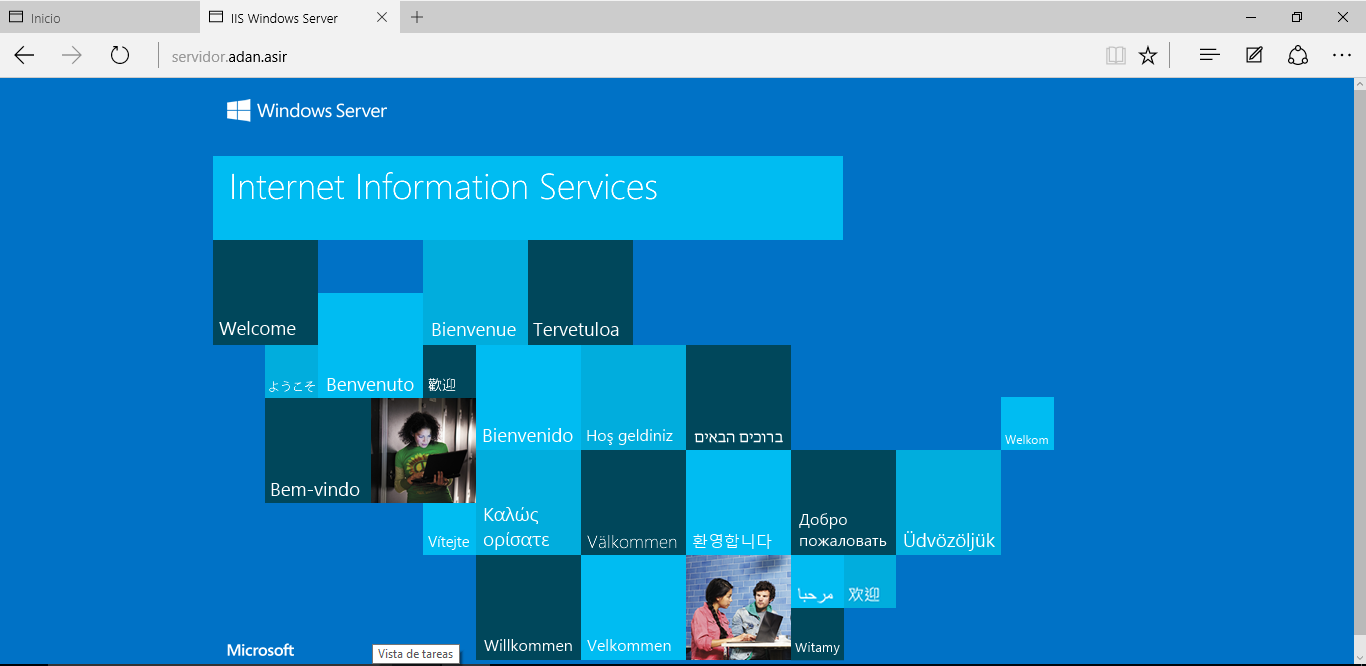 Inicio
IIS Windows Server
servidor.adan.asir
Windows Server
Internet Information Services
Welcome
Bienvenue
Tervetuloa
ようこそ
Benvenuto
歡迎
Bienvenido
Hoş geldiniz
ברוכים הבאים
Welkom
Bem-vindo
Vítejte
Καλώς
ορίσατε
Välkommen
환영합니다
Добро
пожаловать
Üdvözöljük
Willkommen
Velkommen
مرحبا
欢迎
Witamy
Microsoft
Vista de tareas